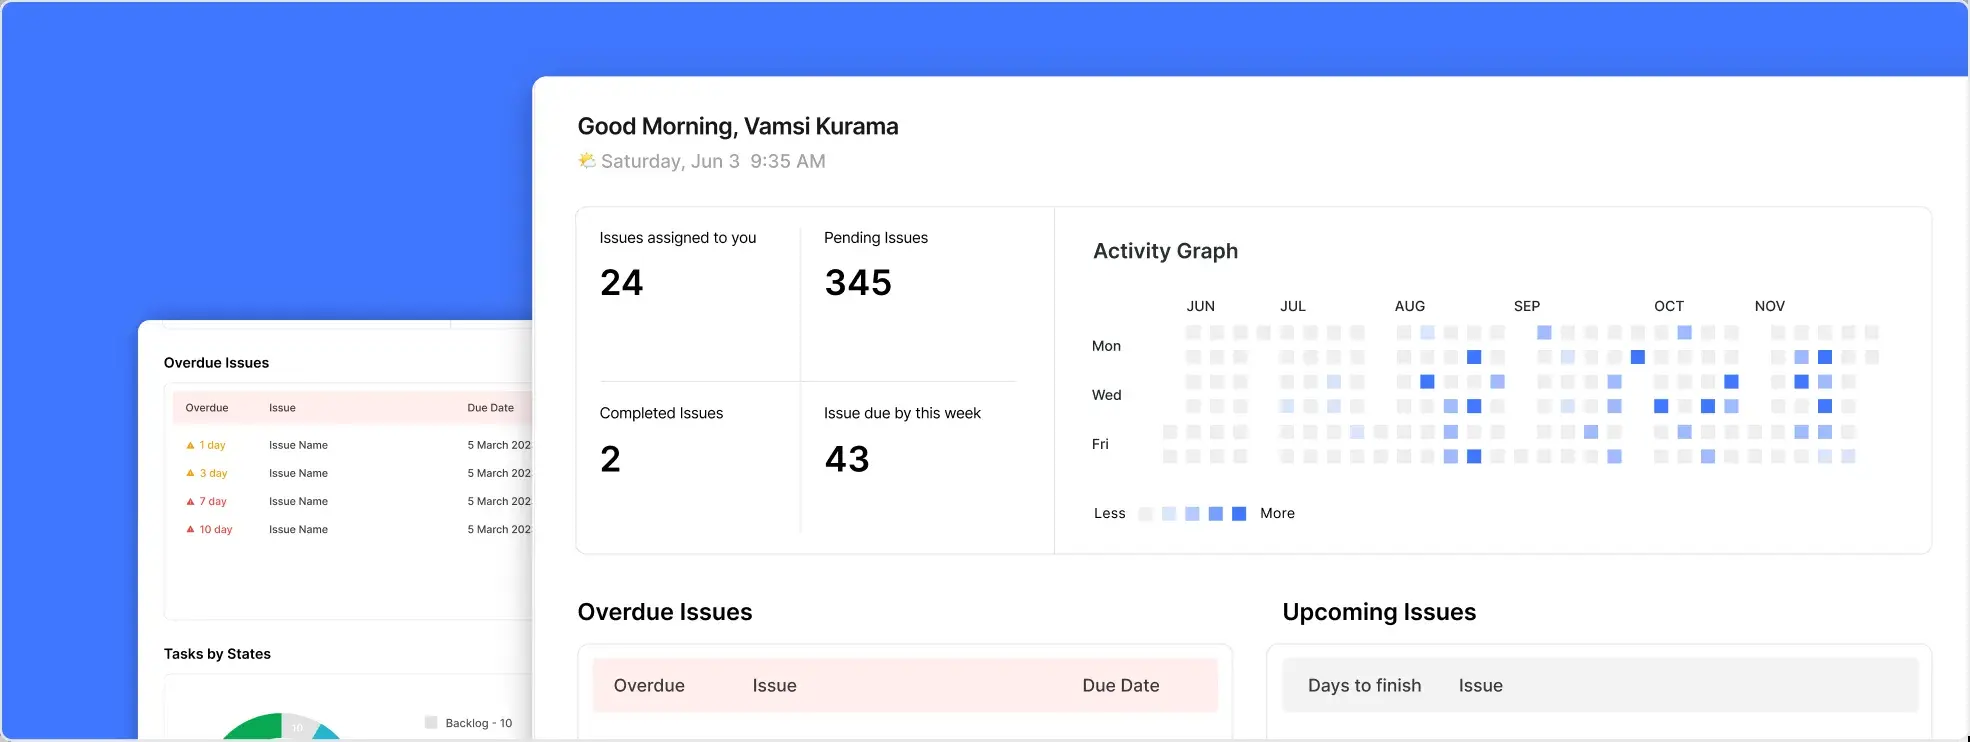 Good Morning, Vamsi Kurama
Saturday, Jun 3 9:35 AM
Issues assigned to you
24
Pending Issues
345
Completed Issues
2
Issue due by this week
43
Activity Graph
JUN JUL AUG SEP OCT NOV
Mon
Wed
Fri
Less More
Overdue Issues
Overdue Issue Due Date
Upcoming Issues
Days to finish Issue
Overdue Issues
Overdue Issue Due Date
1 day Issue Name 5 March 202
3 day Issue Name 5 March 202
7 day Issue Name 5 March 202
10 day Issue Name 5 March 202
Tasks by States
10
Backlog - 10